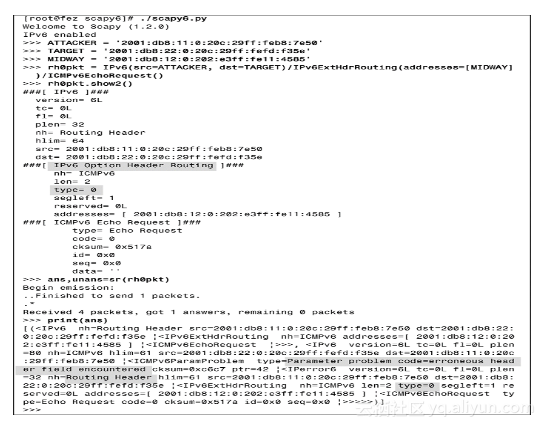 [root@fez scapy6]# ./scapy6.py
Welcome to Scapy (1.2.0)
IPv6 enabled
>>> ATTACKER = '2001:db8:11:0:20c:29ff:feb8:7e50'
>>> TARGET = '2001:db8:22:0:20c:29ff:fefd:f35e'
>>> MIDWAY = '2001:db8:12:0:202:e3ff:fe11:4585'
>>> rh0pkt = IPv6(src=ATTACKER, dst=TARGET)/IPv6ExtHdrRouting(addresses=[MIDWAY]
)/ICMPv6EchoRequest()
>>> rh0pkt.show2()
###[ IPv6 ]###
version= 6L
tc= 0L
fl= 0L
plen= 32
nh= Routing Header
hlim= 64
src= 2001:db8:11:0:20c:29ff:feb8:7e50
dst= 2001:db8:22:0:20c:29ff:fefd:f35e
###[ IPv6 Option Header Routing ]###
nh= ICMPv6
len= 2
type= 0
segleft= 1
reserved= 0L
addresses= [ 2001:db8:12:0:202:e3ff:fe11:4585 ]
###[ ICMPv6 Echo Request ]###
type= Echo Request
code= 0
cksum= 0x517a
id= 0x0
seq= 0x0
data= ''
>>> ans,unans=sr(rh0pkt)
Begin emission:
..Finished to send 1 packets.
.*
Received 4 packets, got 1 answers, remaining 0 packets
>>> print(ans)
[(<IPv6 nh=Routing Header src=2001:db8:11:0:20c:29ff:feb8:7e50 dst=2001:db8:22:
0:20c:29ff:fefd:f35e |<IPv6ExtHdrRouting nh=ICMPv6 addresses=[ 2001:db8:12:0:20
2:e3ff:fe11:4585 ] |<ICMPv6EchoRequest |>>>, <IPv6 version=6L tc=0L fl=0L plen
=80 nh=ICMPv6 hlim=61 src=2001:db8:22:0:20c:29ff:fefd:f35e dst=2001:db8:11:0:20c
:29ff:feb8:7e50 |<ICMPv6ParamProblem type=Parameter problem code=erroneous head
er field encountered cksum=0xc6c7 ptr=42 |<IPerror6 version=6L tc=0L fl=0L plen
=32 nh=Routing Header hlim=61 src=2001:db8:11:0:20c:29ff:feb8:7e50 dst=2001:db8:
22:0:20c:29ff:fefd:f35e |<IPv6ExtHdrRouting nh=ICMPv6 len=2 type=0 segleft=1 re
served=0L addresses=[ 2001:db8:12:0:202:e3ff:fe11:4585 ] |<ICMPv6EchoRequest ty
pe=Echo Request code=0 cksum=0x517a id=0x0 seq=0x0 |>>>>>)]
>>>
云栖社区 yq.aliyun.com